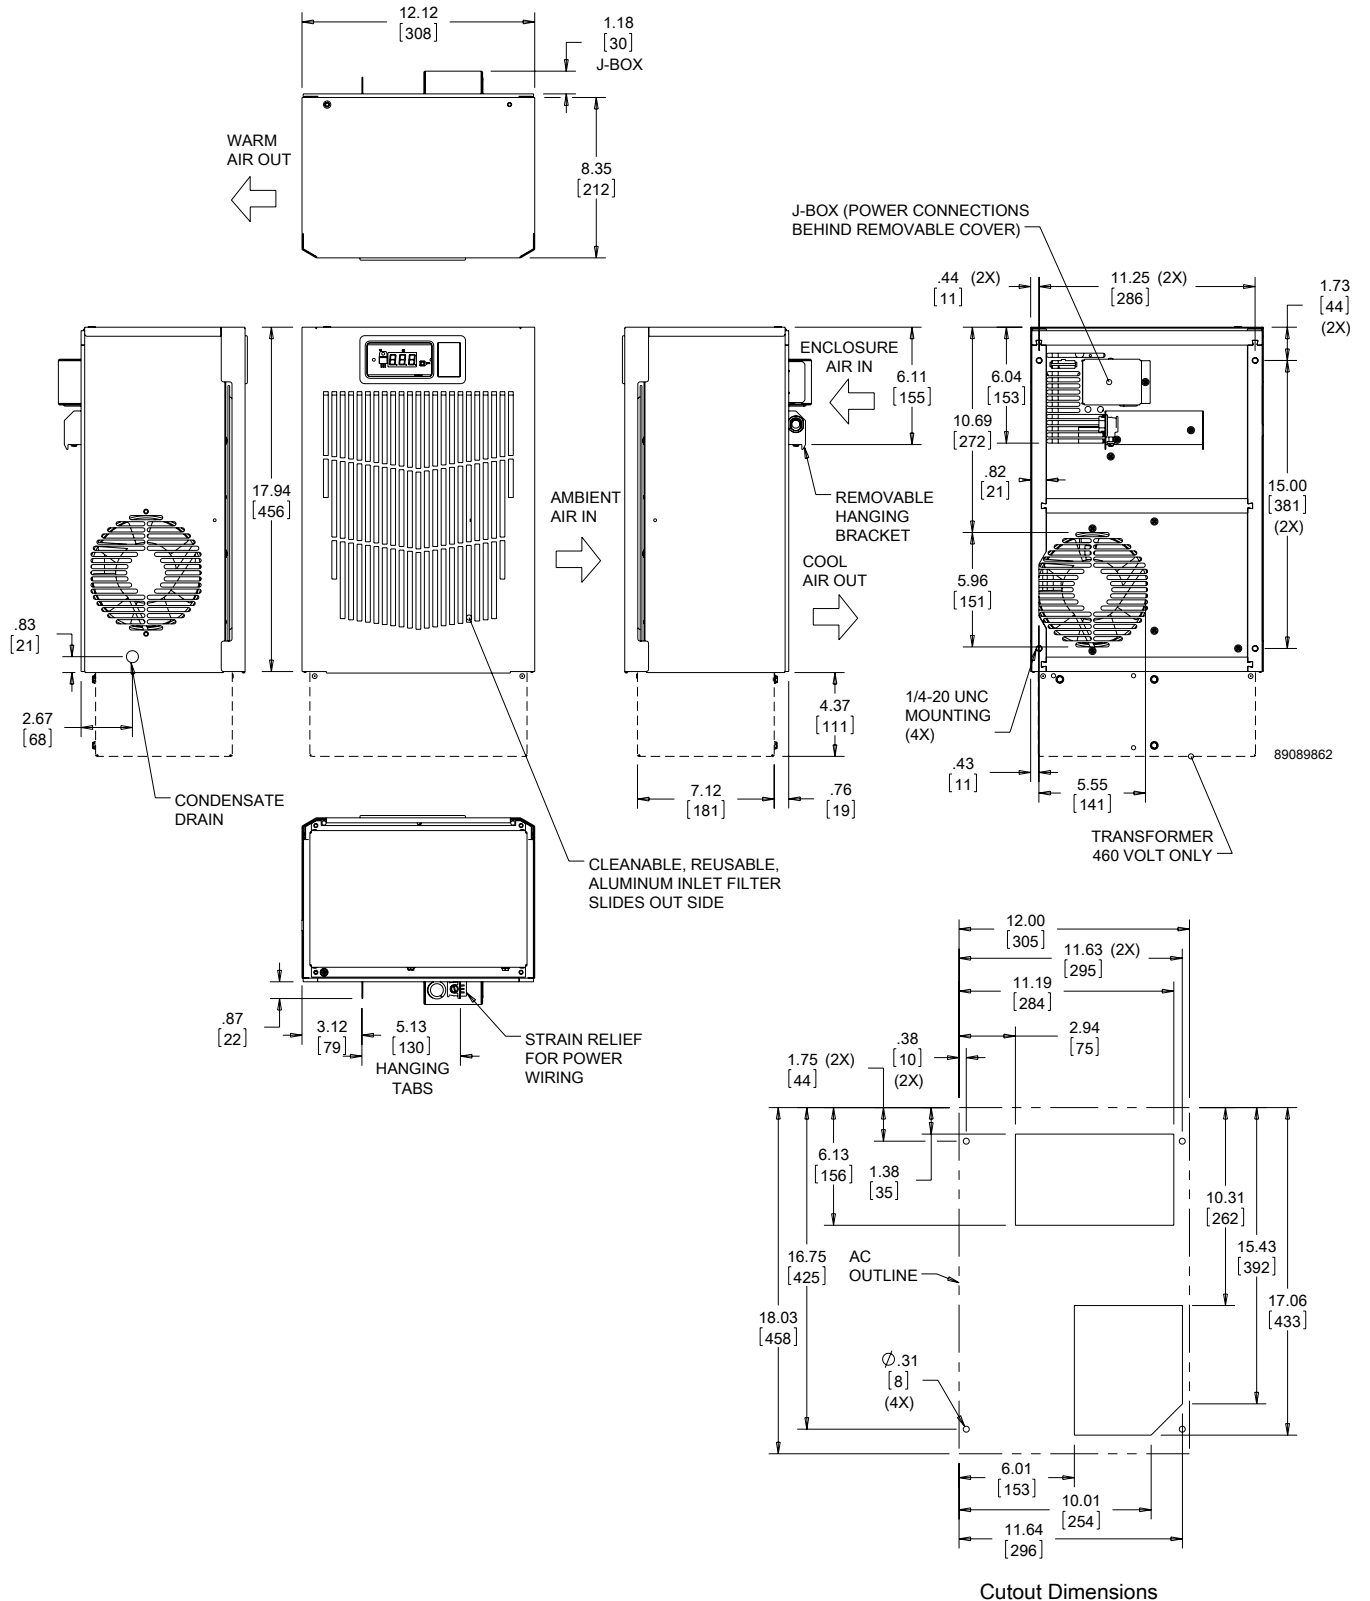 12.12
[308]
1.18
[30]
J-BOX
WARM
AIR OUT
8.35
[212]
J-BOX (POWER CONNECTIONS
BEHIND REMOVABLE COVER)
.44 (2X)
[11]
11.25 (2X)
[286]
1.73
[44]
(2X)
ENCLOSURE
AIR IN
6.11
[155]
6.04
[153]
10.69
[272]
.82
[21]
17.94
[456]
AMBIENT
AIR IN
REMOVABLE
HANGING
BRACKET
15.00
[381]
(2X)
COOL
AIR OUT
5.96
[151]
.83
[21]
2.67
[68]
4.37
[111]
1/4-20 UNC
MOUNTING
(4X)
89089862
.43
[11]
5.55
[141]
7.12
[181]
.76
[19]
CONDENSATE
DRAIN
TRANSFORMER
460 VOLT ONLY
CLEANABLE, REUSABLE,
ALUMINUM INLET FILTER
SLIDES OUT SIDE
.87
[22]
3.12
[79]
5.13
[130]
HANGING
TABS
STRAIN RELIEF
FOR POWER
WIRING
12.00
[305]
11.63 (2X)
[295]
11.19
[284]
2.94
[75]
.38
[10]
(2X)
1.75 (2X)
[44]
6.13
[156]
1.38
[35]
10.31
[262]
16.75
[425]
AC
OUTLINE
15.43
[392]
18.03
[458]
17.06
[433]
Ø.31
[8]
(4X)
6.01
[153]
10.01
[254]
11.64
[296]
Cutout Dimensions